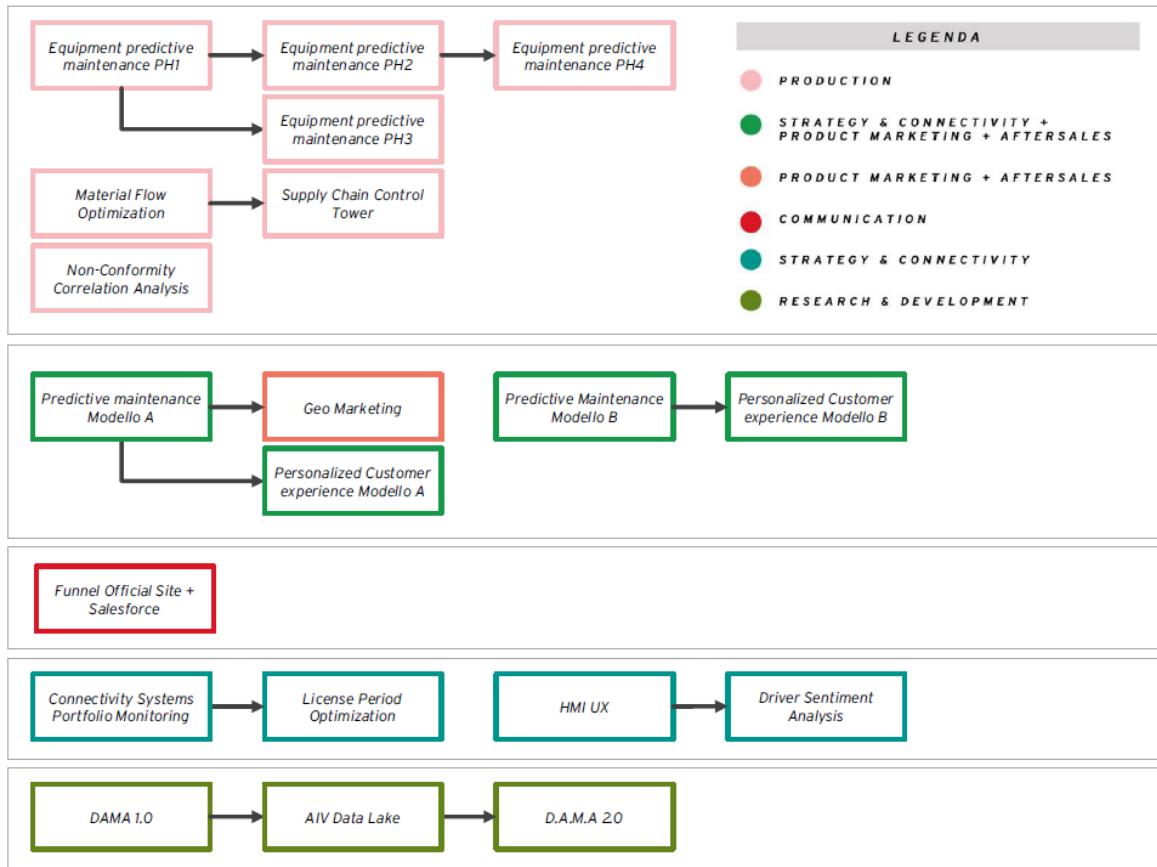 Equipment predictive
maintenance PH1
Equipment predictive
maintenance PH2
Equipment predictive
maintenance PH4
Equipment predictive
maintenance PH3
Material Flow
Optimization
Supply Chain Control
Tower
Non-Conformity
Correlation Analysis
LEGENDA
PRODUCTION
STRATEGY & CONNECTIVITY +
PRODUCT MARKETING + AFTERSALES
PRODUCT MARKETING + AFTERSALES
COMMUNICATION
STRATEGY & CONNECTIVITY
RESEARCH & DEVELOPMENT
Predictive maintenance
Modello A
Geo Marketing
Predictive Maintenance
Modello B
Personalized Customer
experience Modello B
Personalized Customer
experience Modello A
Funnel Official Site +
Salesforce
Connectivity Systems
Portfolio Monitoring
License Period
Optimization
HMI UX
Driver Sentiment
Analysis
DAMA 1.0
AIV Data Lake
D.A.M.A 2.0